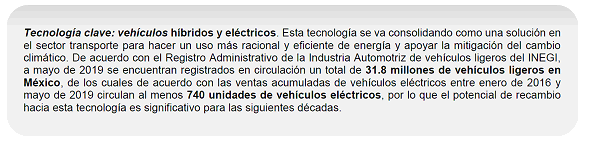 Tecnología clave: vehículos híbridos y eléctricos. Esta tecnología se va consolidando como una solución en
el sector transporte para hacer un uso más racional y eficiente de energía y apoyar la mitigación del cambio
climático. De acuerdo con el Registro Administrativo de la Industria Automotriz de vehículos ligeros del INEGI,
a mayo de 2019 se encuentran registrados en circulación un total de 31.8 millones de vehículos ligeros en
México, de los cuales de acuerdo con las ventas acumuladas de vehículos eléctricos entre enero de 2016 y
mayo de 2019 circulan al menos 740 unidades de vehículos eléctricos, por lo que el potencial de recambio
hacia esta tecnología es significativo para las siguientes décadas.